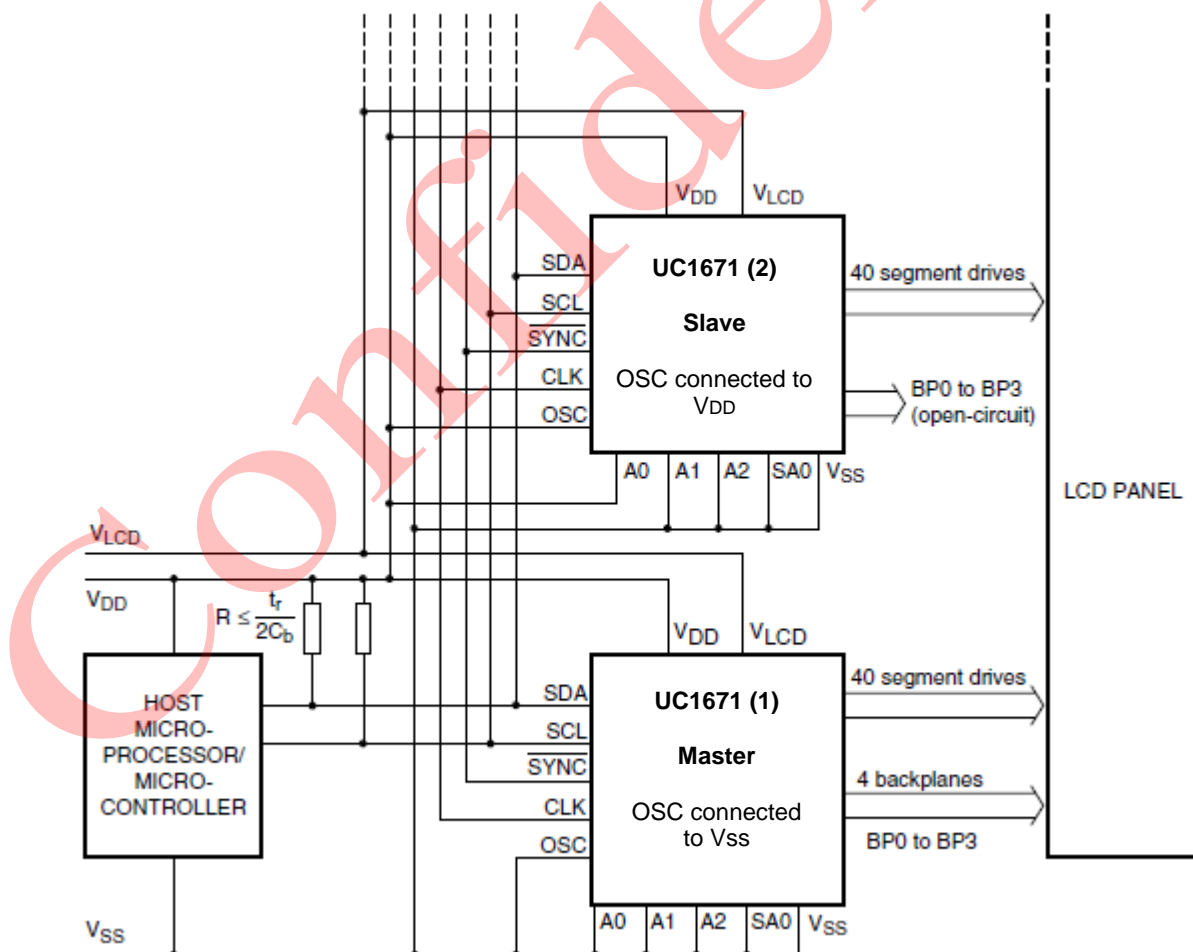 Confide
VDD
VLCD
SDA
SCL
SYNC
CLK
OSC
UC1671 (2)
Slave
OSC connected to
VDD
40 segment drives
BP0 to BP3
(open-circuit)
A0
A1
A2
SA0
VSS
LCD PANEL
VLCD
VDD
R ≤ tr
2Cb
VDD
VLCD
HOST
MICRO-
PROCESSOR/
MICRO-
CONTROLLER
SDA
SCL
SYNC
CLK
OSC
UC1671 (1)
Master
OSC connected
to Vss
40 segment drives
4 backplanes
BP0 to BP3
VSS
A0
A1
A2
SA0
VSS